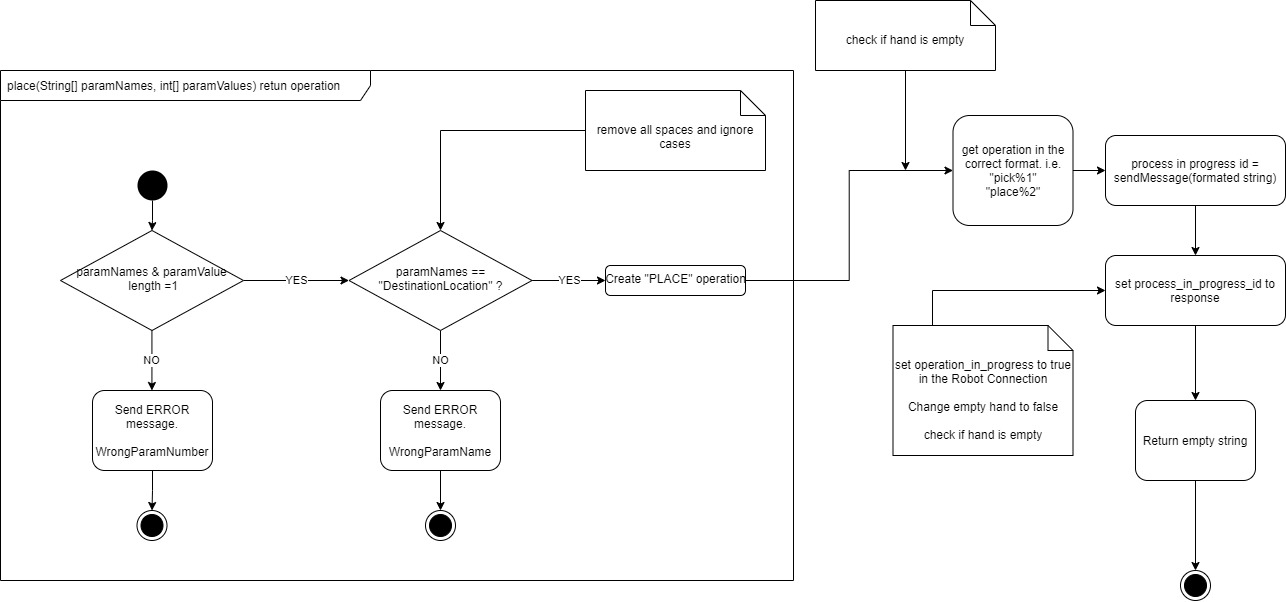 check if hand is empty
place(String[] paramNames, int[] paramValues) retun operation
remove all spaces and ignore
cases
get operation in the
correct format. i.e.
"pick%1"
"place%2"
process in progress id =
sendMessage(formated string)
paramNames & paramValue
length =1
YES
paramNames ==
"DestinationLocation" ?
YES
Create "PLACE" operation
set process_in_progress_id to
response
NO
NO
set operation_in_progress to true
in the Robot Connection
Change empty hand to false
check if hand is empty
Send ERROR
message.
WrongParamNumber
Send ERROR
message.
WrongParamName
Return empty string